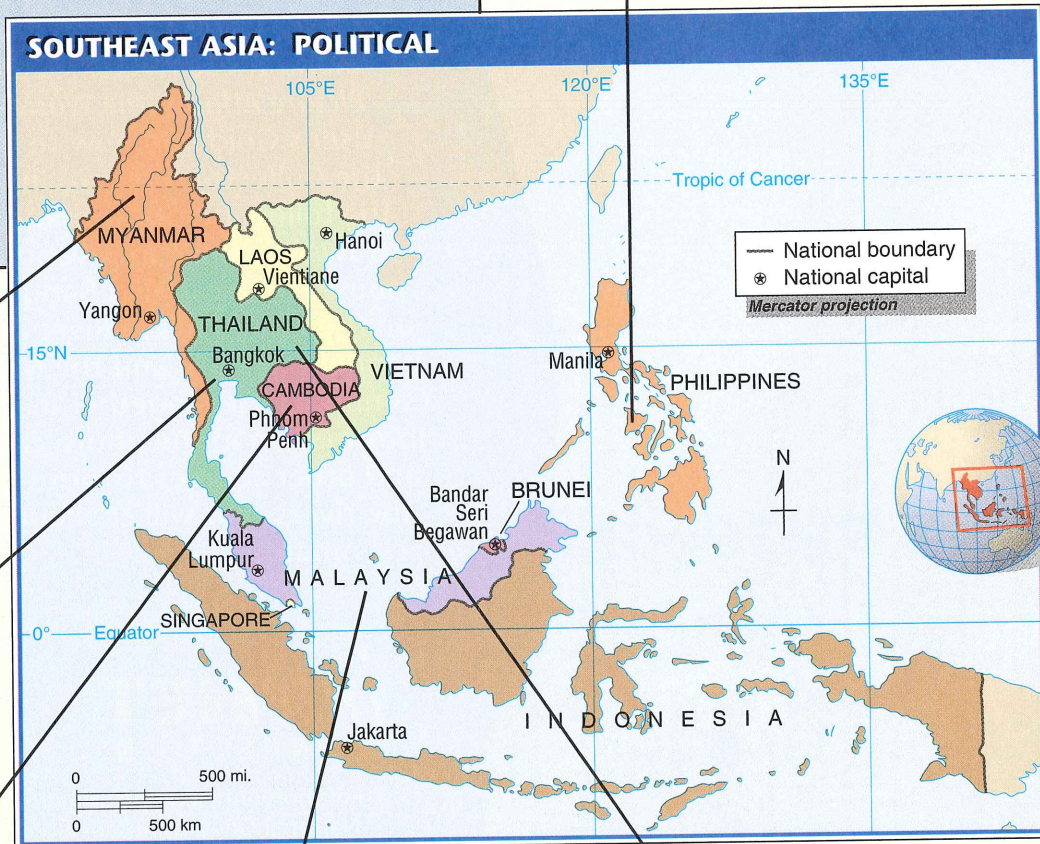 SOUTHEAST ASIA: POLITICAL
105°E
120°E
135°E
Tropic of Cancer
MYANMAR
Hanoi
LAOS
Vientiane
National boundary
National capital
Mercator projection
Yangon
THAILAND
15°N
Bangkok
Manila
VIETNAM
PHILIPPINES
CAMBODIA
Phnom
Penh
N
Bandar
Seri
Begawan
BRUNEI
Kuala
Lumpur
MALAYSIA
SINGAPORE
0°
Equator
INDONESIA
Jakarta
0
500 mi.
0
500 km